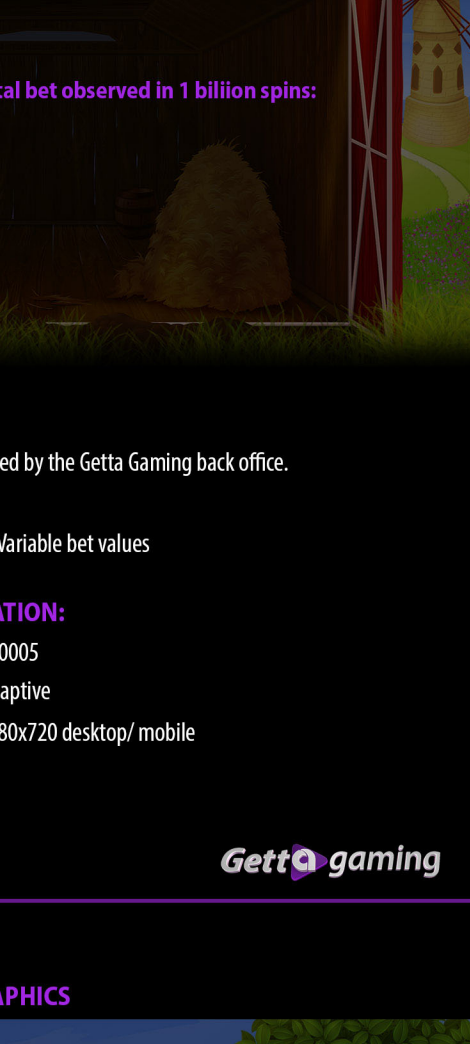 tal bet observed in 1 biliion spins:
ed by the Getta Gaming back office.
Variable bet values
ATION:
0005
aptive
80x720 desktop/ mobile
Getta gaming
APHICS